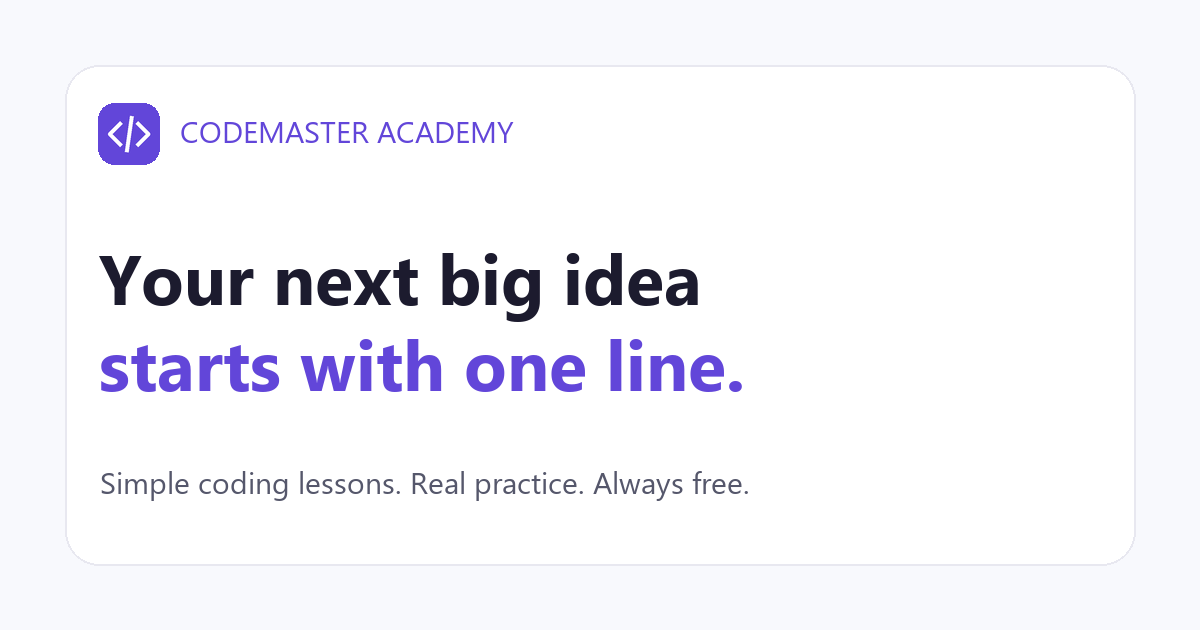 </> CODEMASTER ACADEMY
Your next big idea
starts with one line.
Simple coding lessons. Real practice. Always free.